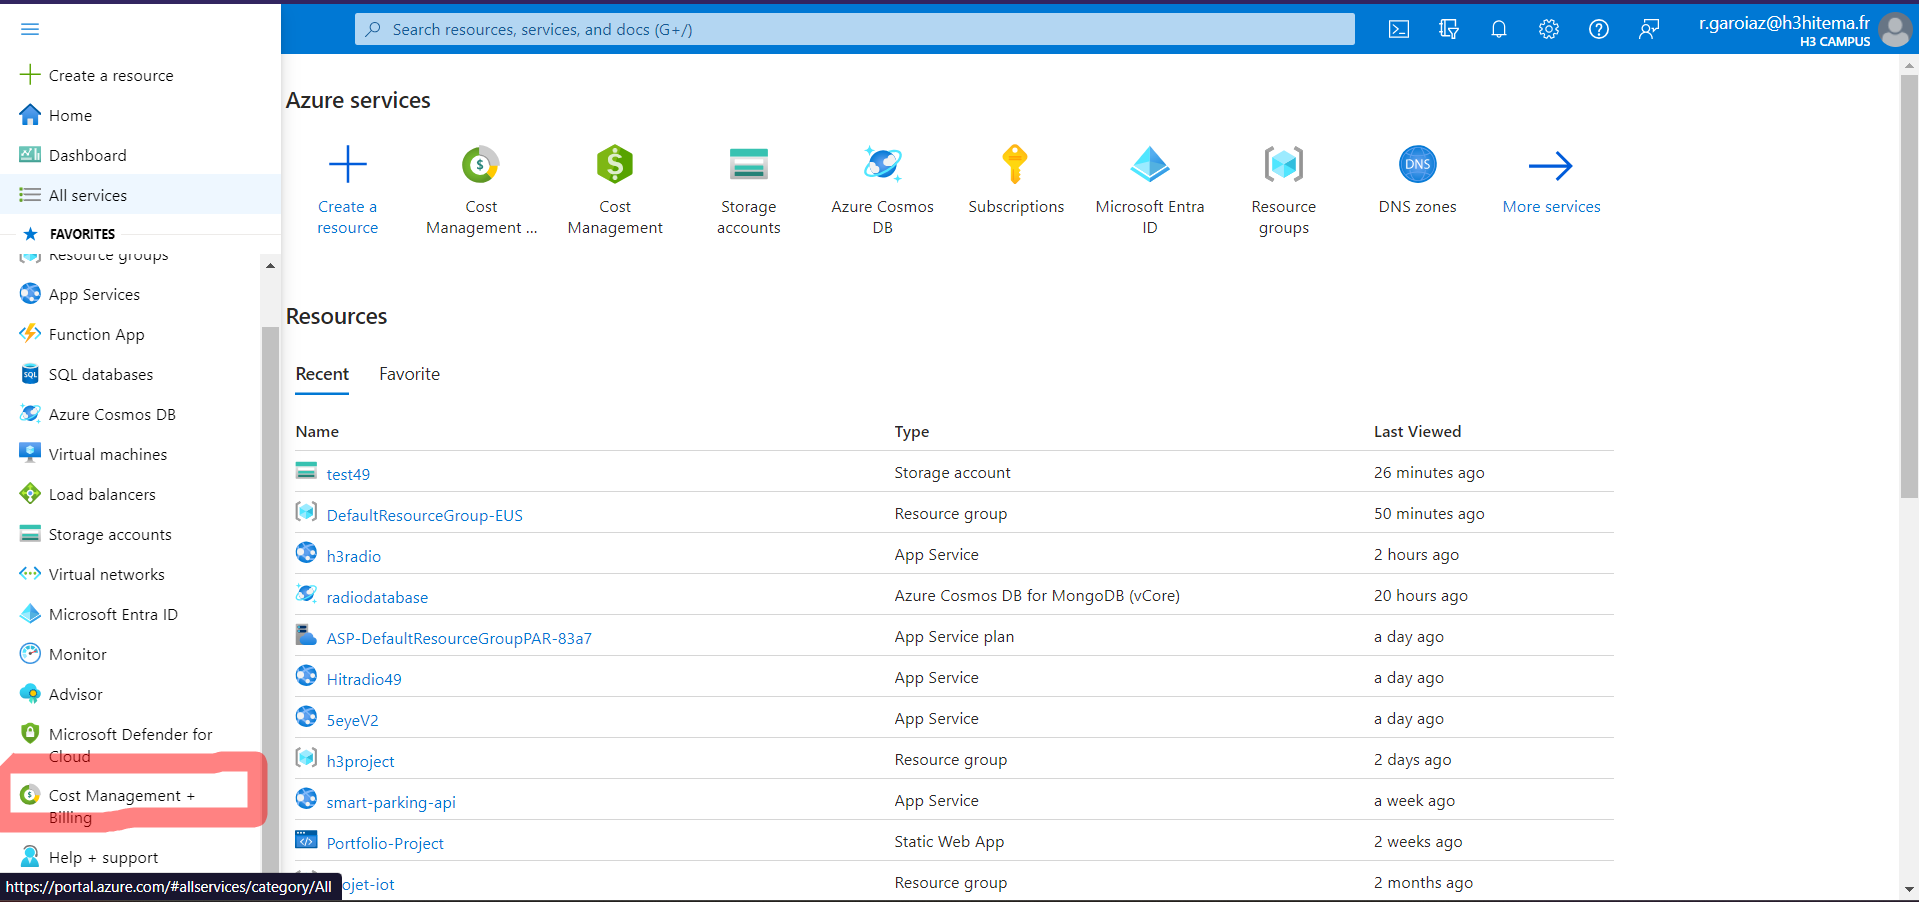 Search resources, services, and docs (G+/)
r.garoiaz@h3hitema.fr
H3 CAMPUS
Create a resource
Home
Dashboard
All services
FAVORITES
Resource groups
App Services
Function App
SQL databases
Azure Cosmos DB
Virtual machines
Load balancers
Storage accounts
Virtual networks
Microsoft Entra ID
Monitor
Advisor
Microsoft Defender for
Cloud
Cost Management +
Billing
Help + support
https://portal.azure.com/#allservices/category/All
Azure services
Create a
resource
Cost
Management ...
Cost
Management
Storage
accounts
Azure Cosmos
DB
Subscriptions
Microsoft Entra
ID
Resource
groups
DNS
DNS zones
More services
Resources
Recent Favorite
Name Type Last Viewed
test49 Storage account 26 minutes ago
DefaultResourceGroup-EUS Resource group 50 minutes ago
h3radio App Service 2 hours ago
radiodatabase Azure Cosmos DB for MongoDB (vCore) 20 hours ago
ASP-DefaultResourceGroupPAR-83a7 App Service plan a day ago
Hitradio49 App Service a day ago
5eyeV2 App Service a day ago
h3project Resource group 2 days ago
smart-parking-api App Service a week ago
Portfolio-Project Static Web App 2 weeks ago
ojet-iot Resource group 2 months ago